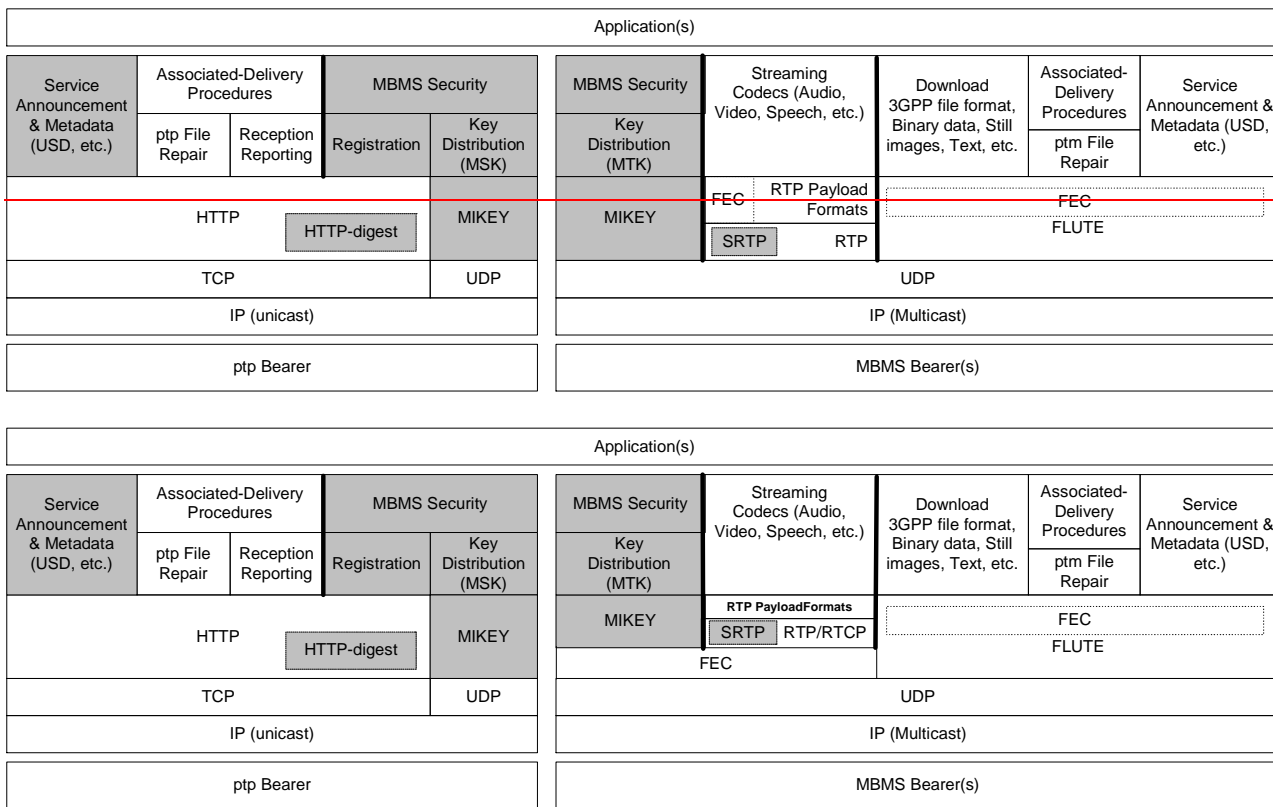 Application(s)
Service
Announcement
& Metadata
(USD, etc.)
Associated-Delivery
Procedures
ptp File
Repair
Reception
Reporting
MBMS Security
Registration
Key
Distribution
(MSK)
HTTP
HTTP-digest
MIKEY
TCP
UDP
IP (unicast)
ptp Bearer
MBMS Security
Key
Distribution
(MTK)
MIKEY
Streaming
Codecs (Audio,
Video, Speech, etc.)
FEC
RTP Payload
Formats
SRTP
RTP
Download
3GPP file format,
Binary data, Still
images, Text, etc.
Associated-
Delivery
Procedures
ptm File
Repair
Service
Announcement &
Metadata (USD,
etc.)
FEC
FLUTE
UDP
IP (Multicast)
MBMS Bearer(s)
Application(s)
Service
Announcement
& Metadata
(USD, etc.)
Associated-Delivery
Procedures
ptp File
Repair
Reception
Reporting
MBMS Security
Registration
Key
Distribution
(MSK)
HTTP
HTTP-digest
MIKEY
TCP
UDP
IP (unicast)
ptp Bearer
MBMS Security
Key
Distribution
(MTK)
MIKEY
Streaming
Codecs (Audio,
Video, Speech, etc.)
RTP PayloadFormats
SRTP
RTP/RTCP
FEC
Download
3GPP file format,
Binary data, Still
images, Text, etc.
Associated-
Delivery
Procedures
ptm File
Repair
Service
Announcement &
Metadata (USD,
etc.)
FEC
FLUTE
UDP
IP (Multicast)
MBMS Bearer(s)